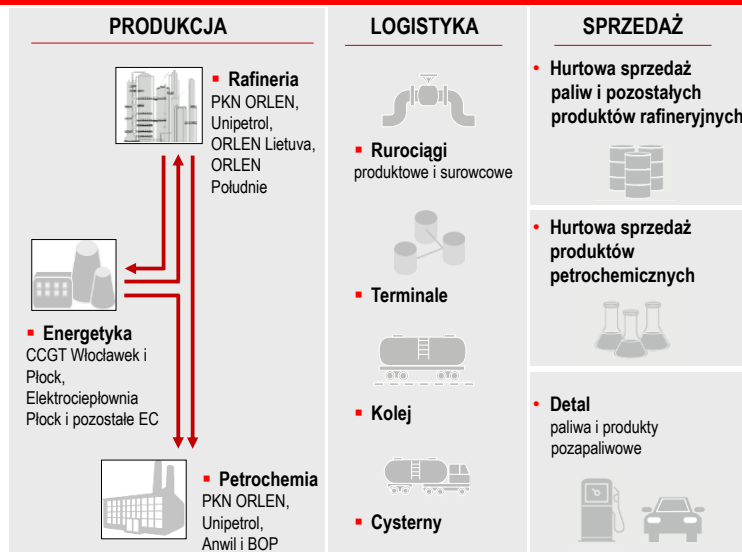 PRODUKCJA
Rafineria
PKN ORLEN,
Unipetrol,
ORLEN Lietuva,
ORLEN
Południe
Energetyka
CCGT Włocławek i
Płock,
Elektrociepłownia
Płock i pozostałe EC
Petrochemia
PKN ORLEN,
Unipetrol,
Anwil i BOP
LOGISTYKA
Rurociągi
produktowe i surowcowe
Terminale
Kolej
Cysterny
SPRZEDAŻ
Hurtowa sprzedaż
paliw i pozostałych
produktów rafineryjnych
Hurtowa sprzedaż
produktów
petrochemicznych
Detal
paliwa i produkty
pozapaliwowe